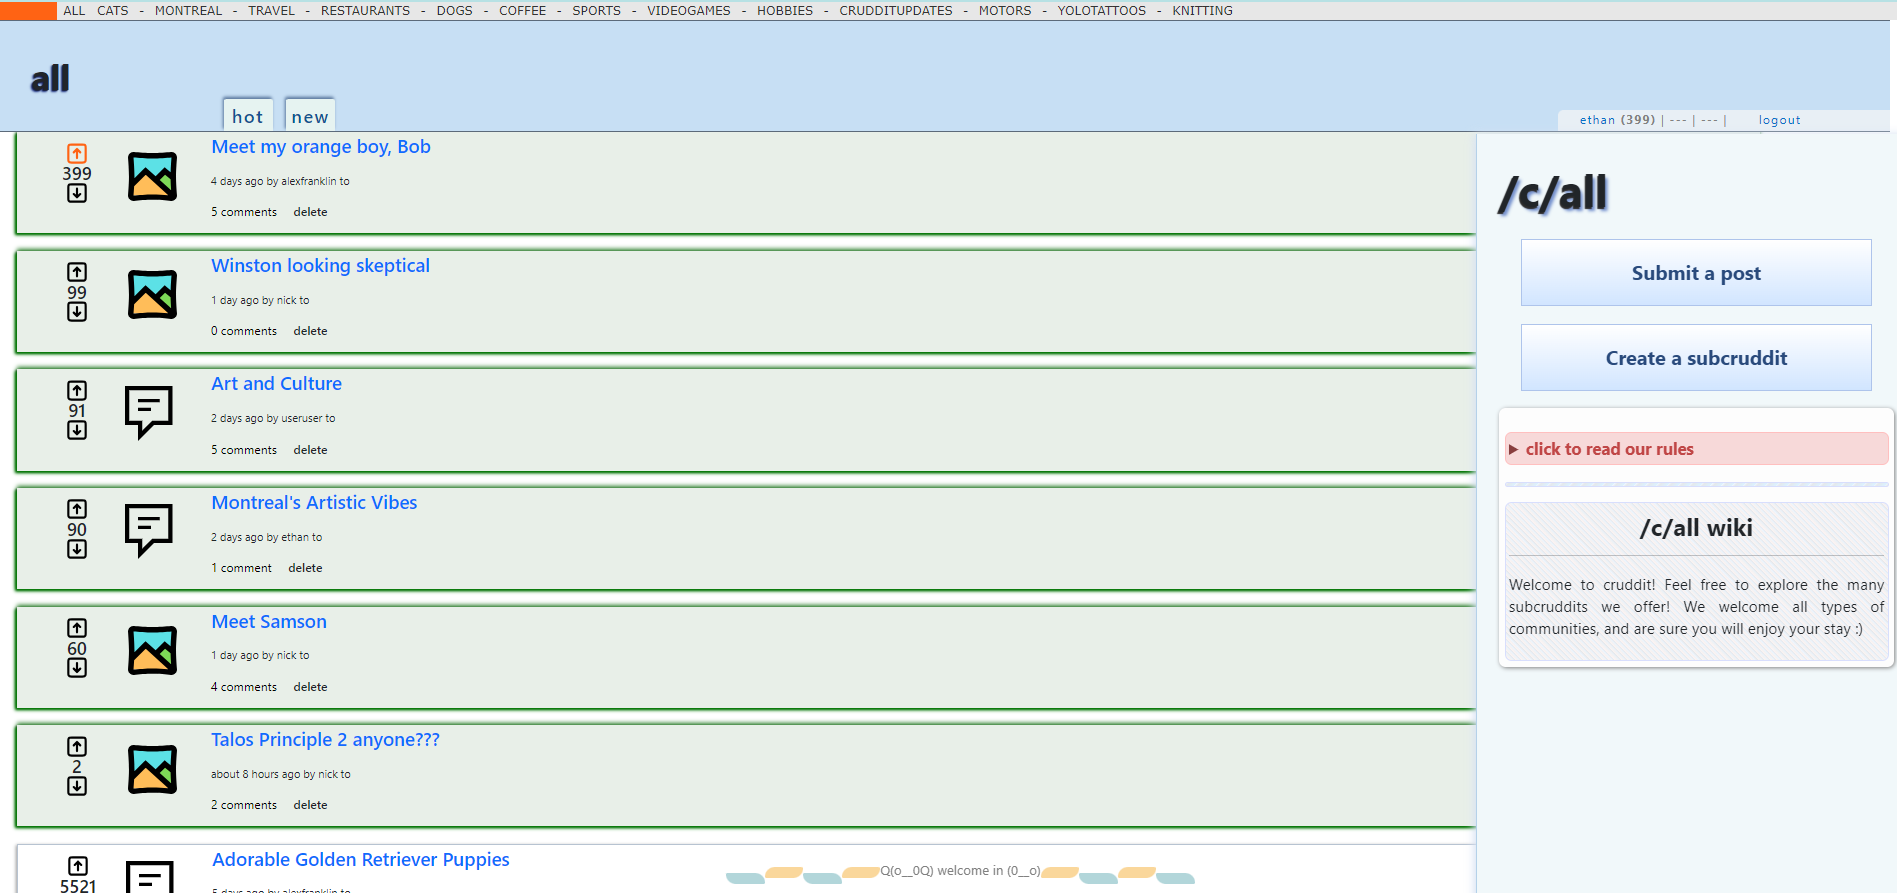 ALL CATS - MONTREAL - TRAVEL - RESTAURANTS - DOGS - COFFEE - SPORTS - VIDEOGAMES - HOBBIES - CRUDDITUPDATES - MOTORS - YOLOTATTOOS - KNITTING
all
hot new
ethan (399) | --- | --- | logout
Meet my orange boy, Bob
399
4 days ago by alexfranklin to
5 comments delete
Winston looking skeptical
99
1 day ago by nick to
0 comments delete
Art and Culture
91
2 days ago by useruser to
5 comments delete
Montreal's Artistic Vibes
90
2 days ago by ethan to
1 comment delete
Meet Samson
60
1 day ago by nick to
4 comments delete
Talos Principle 2 anyone???
2
about 8 hours ago by nick to
2 comments delete
Adorable Golden Retriever Puppies
5521
5 days ago by alexfranklin to
Q(o__0Q) welcome in (0__o)
/c/all
Submit a post
Create a subcruddit
click to read our rules
/c/all wiki
Welcome to cruddit! Feel free to explore the many
subcruddits we offer! We welcome all types of
communities, and are sure you will enjoy your stay :)